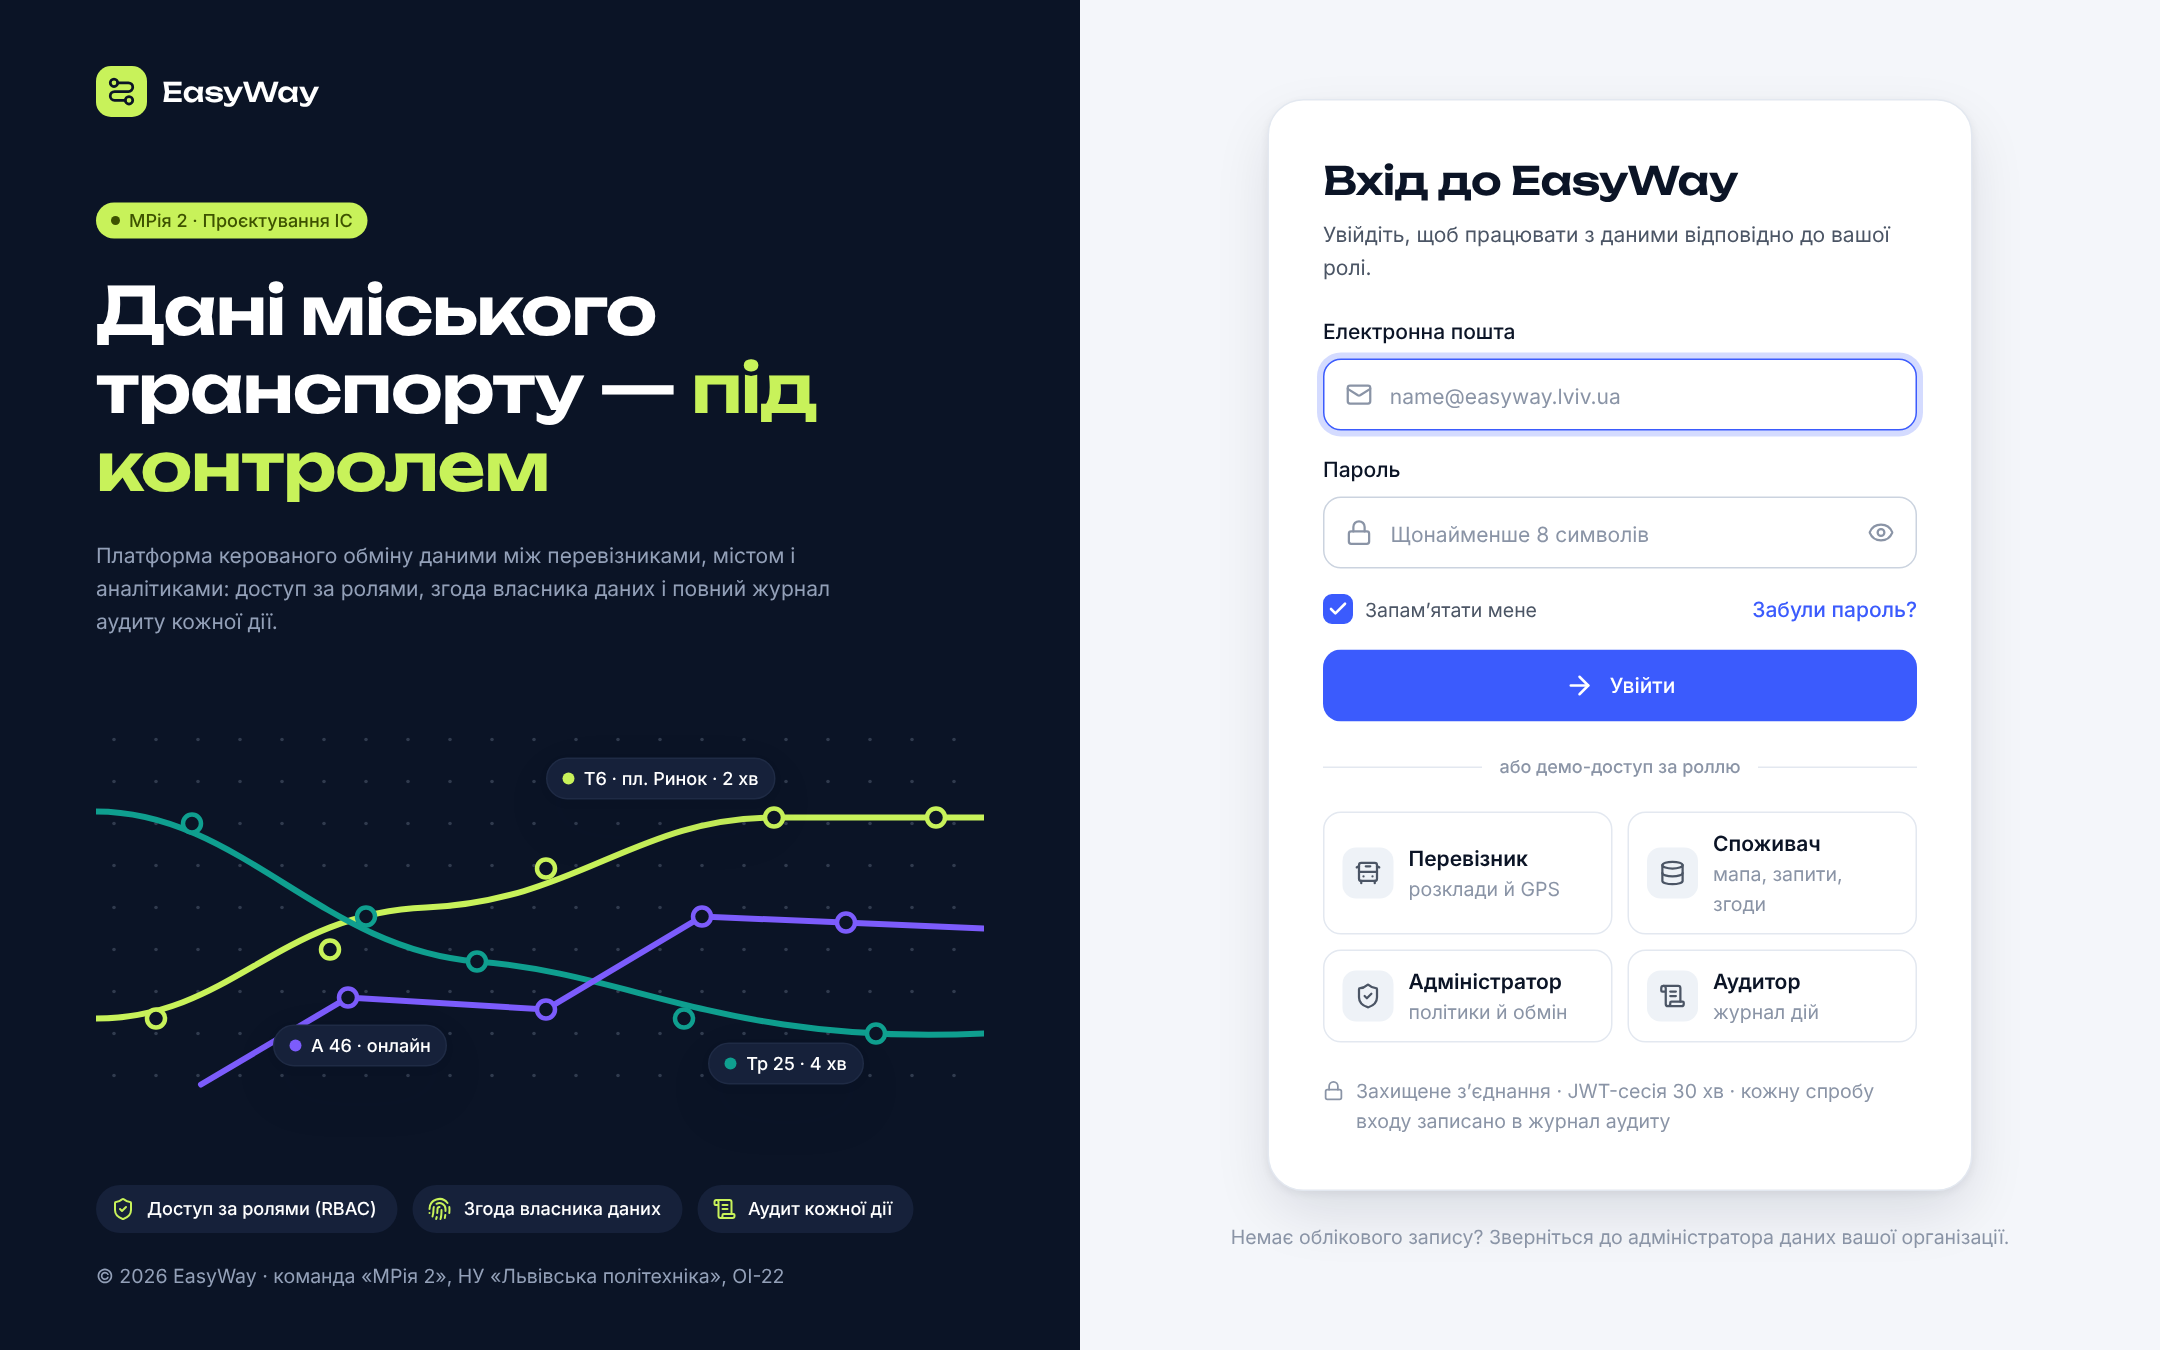 EasyWay
МРія 2 · Проєктування ІС
Дані міського
транспорту — під
контролем
Платформа керованого обміну даними між перевізниками, містом і
аналітиками: доступ за ролями, згода власника даних і повний журнал
аудиту кожної дії.
Т6 · пл. Ринок · 2 хв
А 46 · онлайн
Тр 25 · 4 хв
Доступ за ролями (RBAC)
Згода власника даних
Аудит кожної дії
© 2026 EasyWay · команда «МРія 2», НУ «Львівська політехніка», ОІ-22
Вхід до EasyWay
Увійдіть, щоб працювати з даними відповідно до вашої
ролі.
Електронна пошта
name@easyway.lviv.ua
Пароль
Щонайменше 8 символів
Запам’ятати мене
Забули пароль?
Увійти
або демо-доступ за роллю
Перевізник
розклади й GPS
Споживач
мапа, запити,
згоди
Адміністратор
політики й обмін
Аудитор
журнал дій
Захищене з’єднання · JWT-сесія 30 хв · кожну спробу
входу записано в журнал аудиту
Немає облікового запису? Зверніться до адміністратора даних вашої організації.